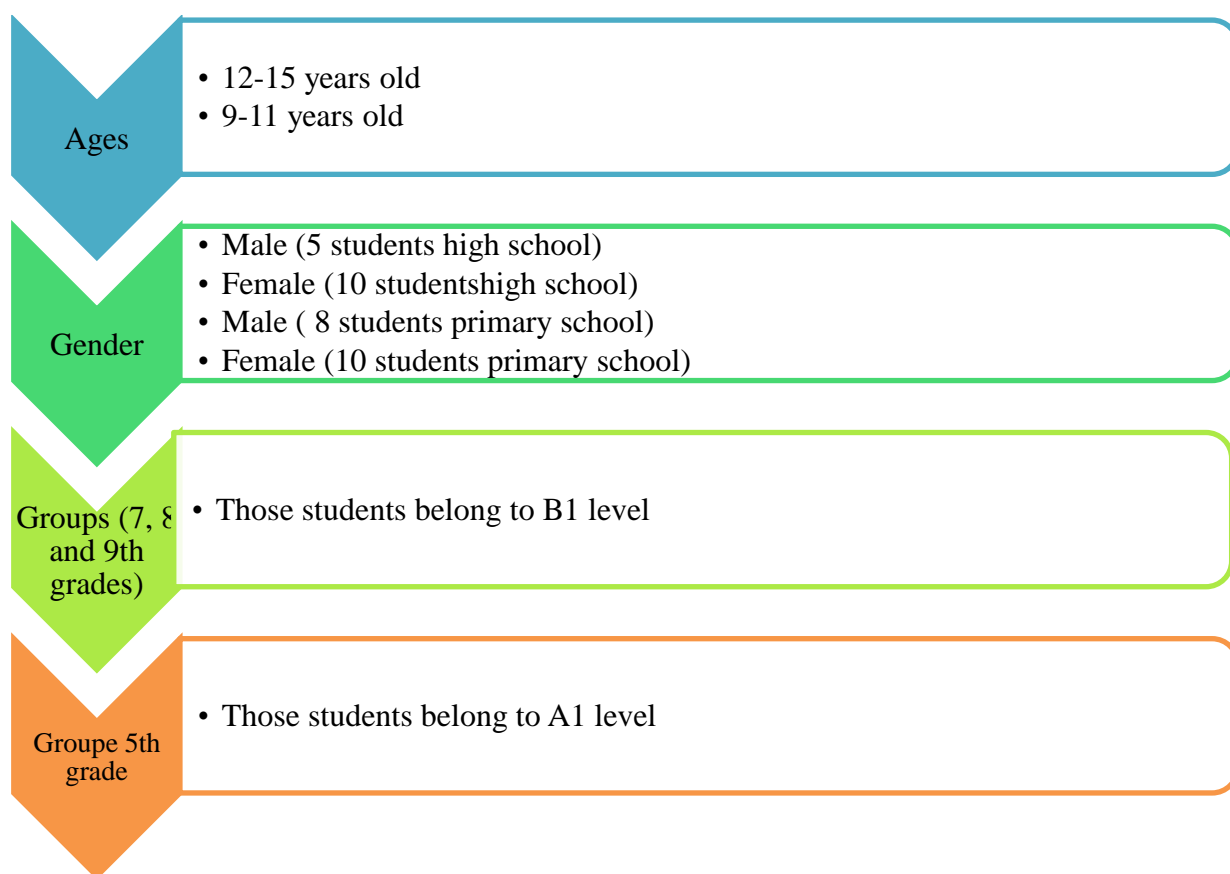 Ages
• 12-15 years old
• 9-11 years old
Gender
• Male (5 students high school)
• Female (10 studentshigh school)
• Male ( 8 students primary school)
• Female (10 students primary school)
Groups (7, 8
and 9th
grades)
• Those students belong to B1 level
Groupe 5th
grade
• Those students belong to A1 level